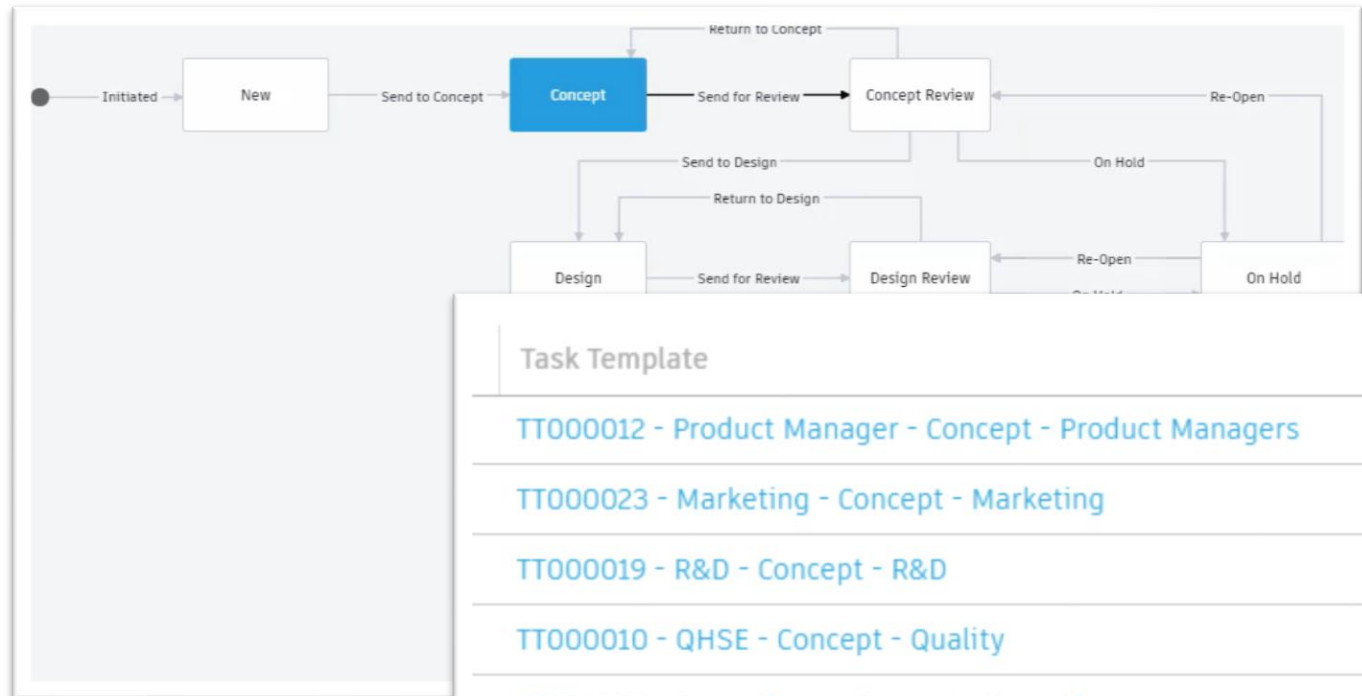 Return to Concept
Initiated
New
Send to Concept
Concept
Send for Review
Concept Review
Re-Open
Send to Design
On Hold
Return to Design
Design
Send for Review
Design Review
Re-Open
On Hold
On Hold
Task Template
TT000012 - Product Manager - Concept - Product Managers
TT000023 - Marketing - Concept - Marketing
TT000019 - R&D - Concept - R&D
TT000010 - QHSE - Concept - Quality